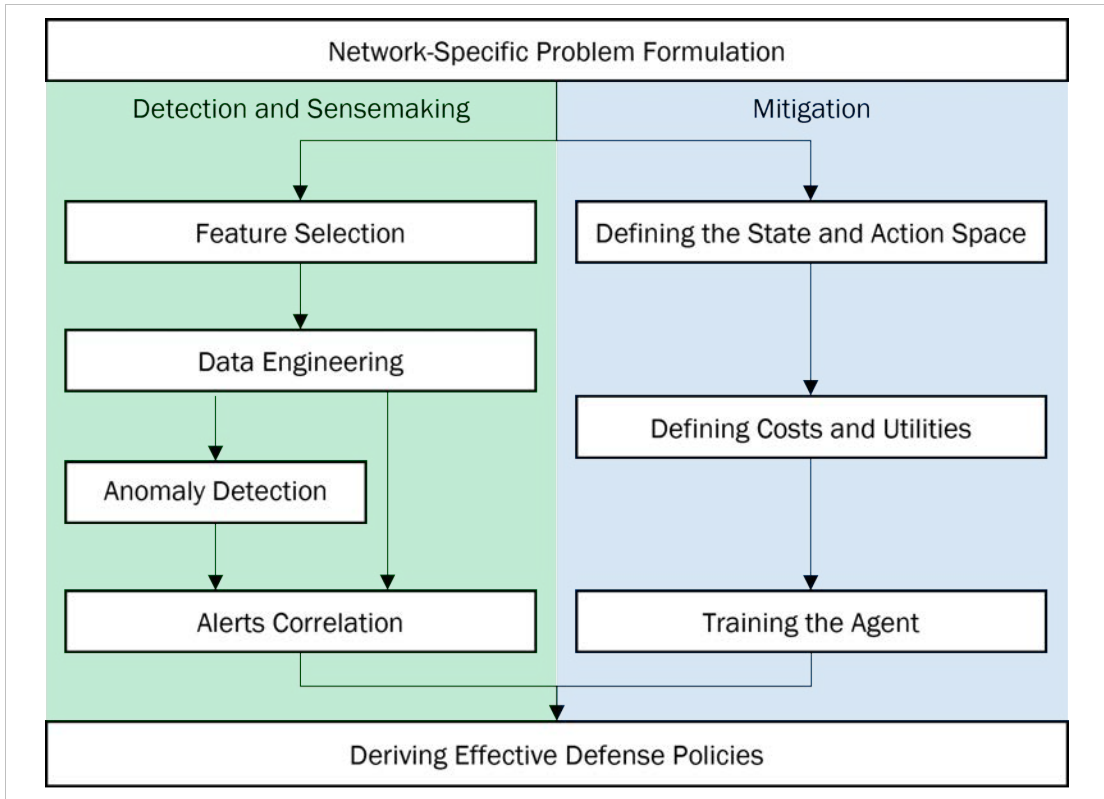 Network-Specific Problem Formulation
Detection and Sensemaking
Mitigation
Feature Selection
Defining the State and Action Space
Data Engineering
Defining Costs and Utilities
Anomaly Detection
Alerts Correlation
Training the Agent
Deriving Effective Defense Policies